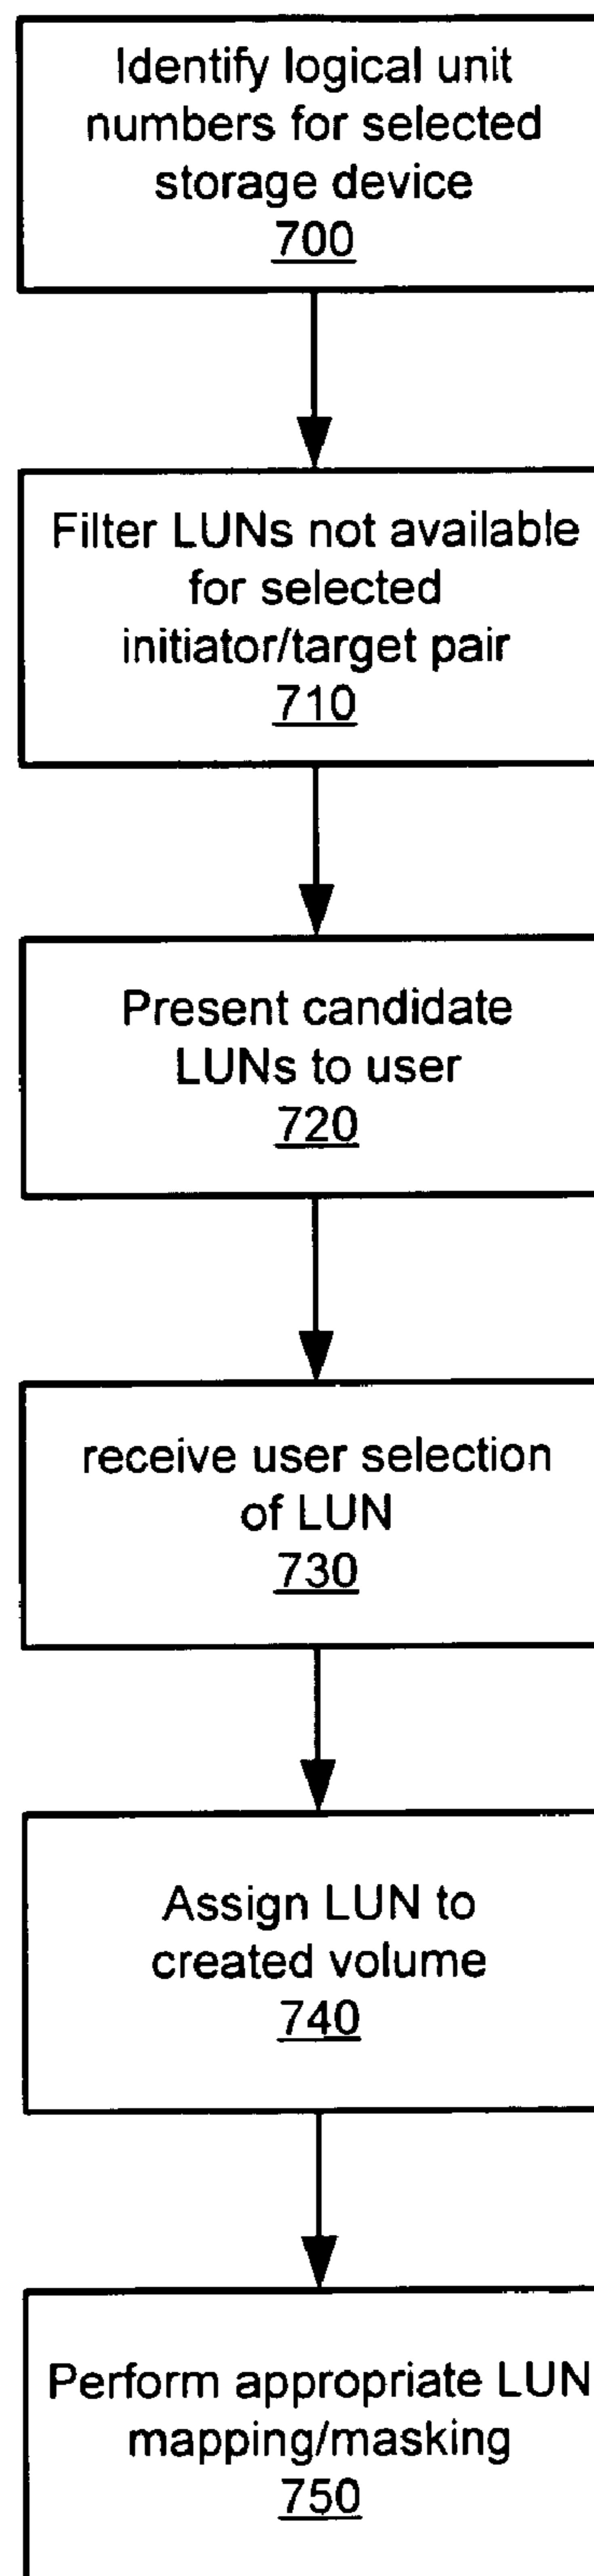 Identify logical unit
numbers for selected
storage device
700
Filter LUNs not available
for selected
initiator/target pair
710
Present candidate
LUNs to user
720
receive user selection
of LUN
730
Assign LUN to
created volume
740
Perform appropriate LUN
mapping/masking
750